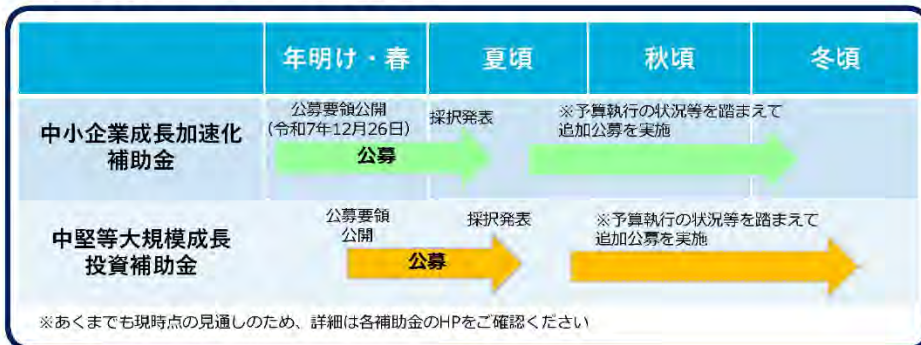 年明け・春 夏頃 秋頃 冬頃
中小企業成長加速化
補助金
公募要領公開
(令和7年12月26日)
公募
採択発表
※予算執行の状況等を踏まえて
追加公募を実施
中堅等大規模成長
投資補助金
公募要領
公開
公募
採択発表
※予算執行の状況等を踏まえて
追加公募を実施
※あくまでも現時点の見通しのため、詳細は各補助金のHPをご確認ください